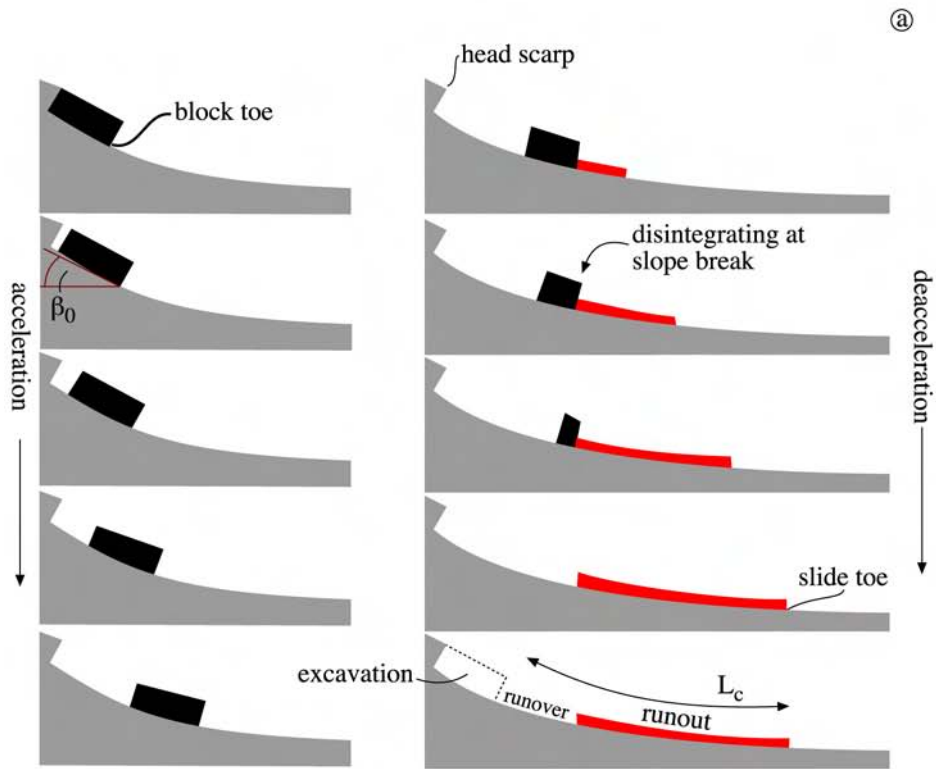 ⓐ
head scarp
block toe
disintegrating at
slope break
β₀
acceleration
deacceleration
slide toe
excavation
runover
runout
Lc